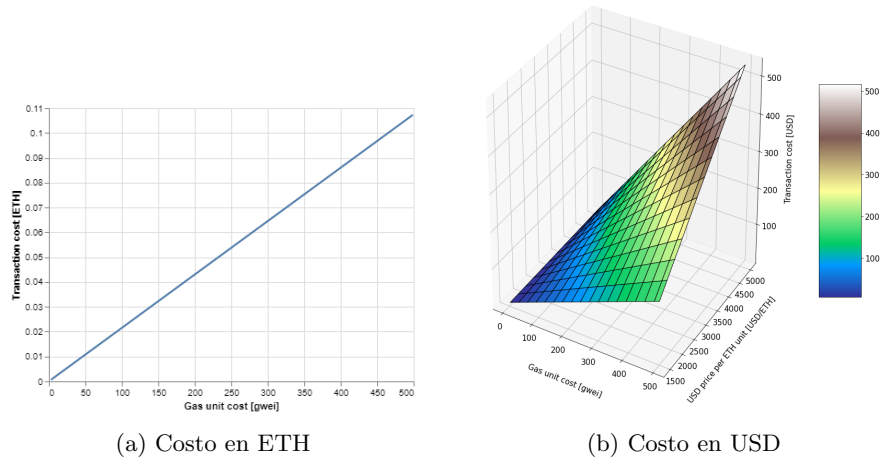 0.11
0.1
0.09
0.08
0.07
0.06
0.05
0.04
0.03
0.02
0.01
0
Transaction cost [ETH]
0 50 100 150 200 250 300 350 400 450 500
Gas unit cost [gwei]
(a) Costo en ETH
500
400
300
200
100
Transaction cost [USD]
0 100 200 300 400 500
Gas unit cost [gwei]
1500 2000 2500 3000 3500 4000 4500 5000
USD price per ETH unit [USD/ETH]
500
400
300
200
100
(b) Costo en USD